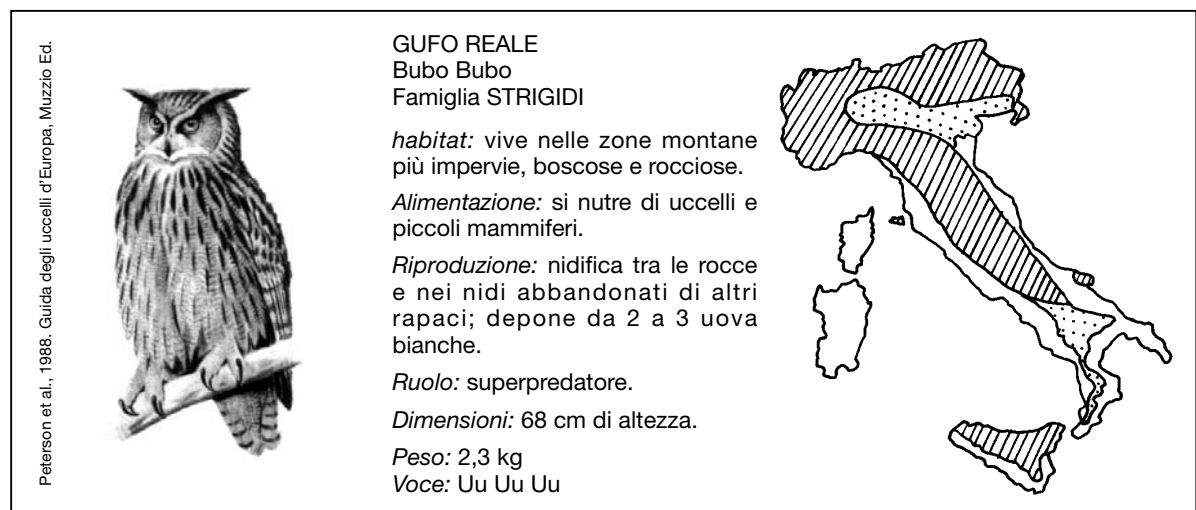 Peterson et al., 1988. Guida degli uccelli d'Europa, Muzzio Ed.
GUFO REALE
Bubo Bubo
Famiglia STRIGIDI
habitat: vive nelle zone montane
più impervie, boscose e rocciose.
Alimentazione: si nutre di uccelli e
piccoli mammiferi.
Riproduzione: nidifica tra le rocce
e nei nidi abbandonati di altri
rapaci; depone da 2 a 3 uova
bianche.
Ruolo: superpredatore.
Dimensioni: 68 cm di altezza.
Peso: 2,3 kg
Voce: Uu Uu Uu